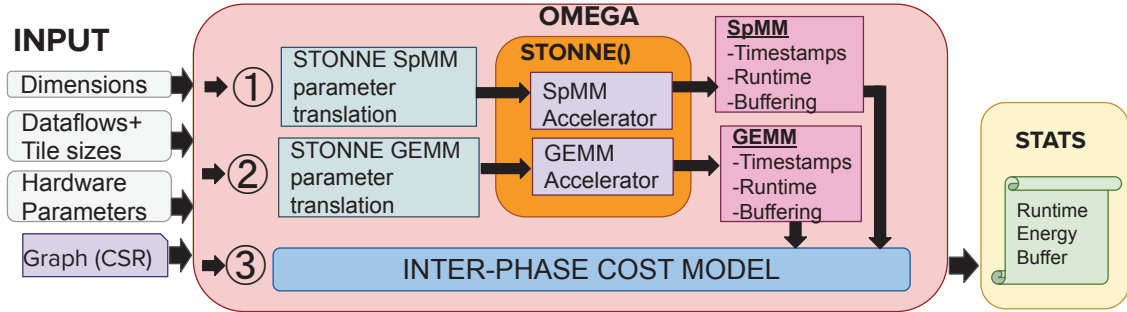 INPUT
Dimensions
Dataflows+
Tile sizes
Hardware
Parameters
Graph (CSR)
OMEGA
①
STONNE SpMM
parameter
translation
②
STONNE GEMM
parameter
translation
③
STONNE()
SpMM
Accelerator
GEMM
Accelerator
SpMM
-Timestamps
-Runtime
-Buffering
GEMM
-Timestamps
-Runtime
-Buffering
INTER-PHASE COST MODEL
STATS
Runtime
Energy
Buffer